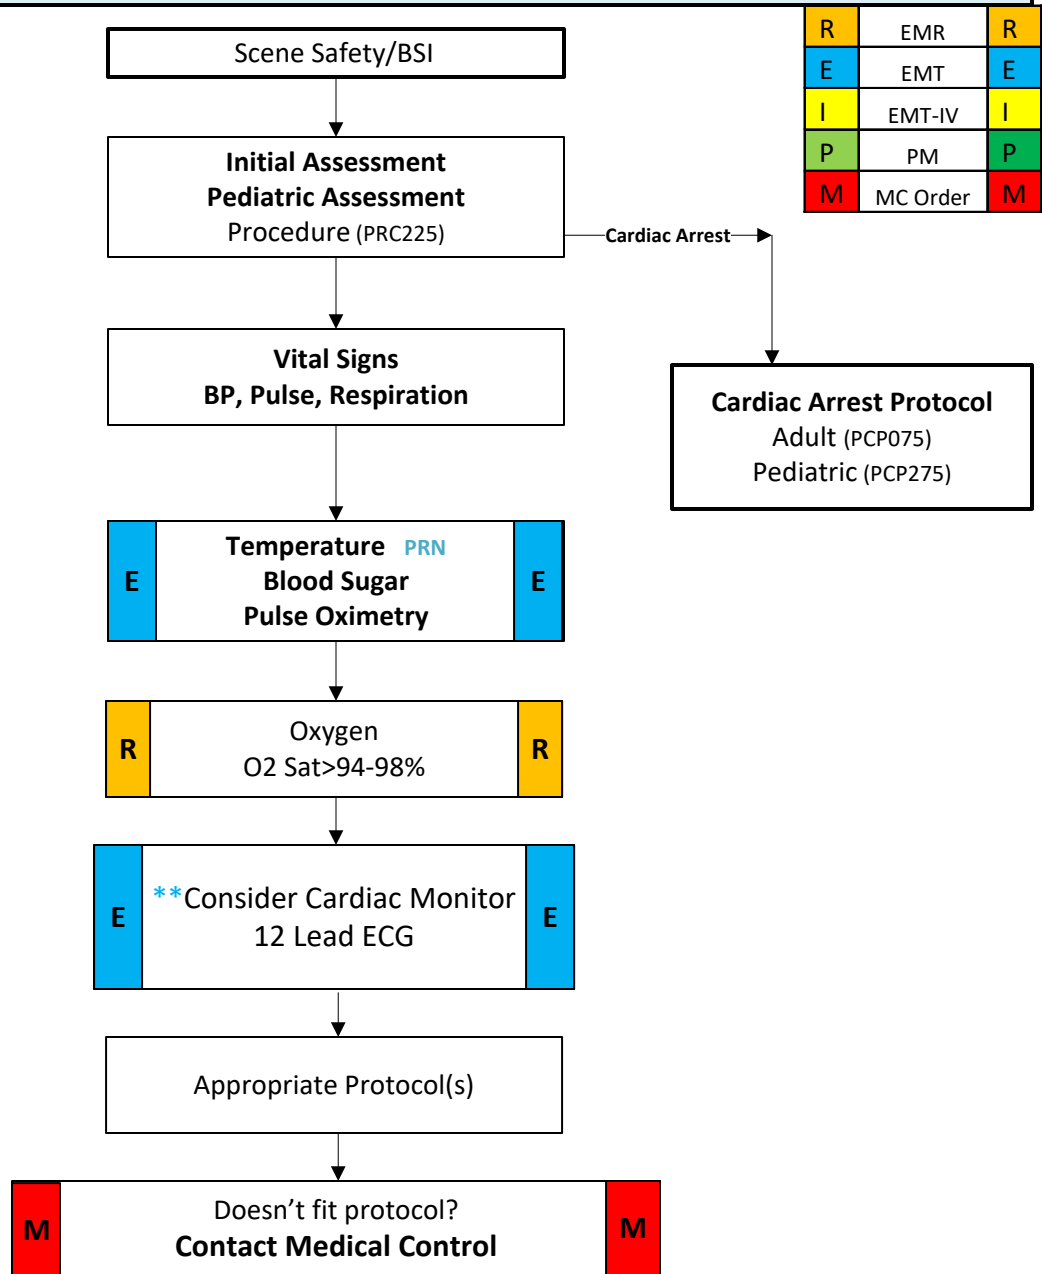 R EMR R
E EMT E
I EMT-IV I
P PM P
M MC Order M
Scene Safety/BSI
Initial Assessment
Pediatric Assessment
Procedure (PRC225)
Cardiac Arrest
Vital Signs
BP, Pulse, Respiration
Cardiac Arrest Protocol
Adult (PCP075)
Pediatric (PCP275)
E E
Temperature PRN
Blood Sugar
Pulse Oximetry
R R
Oxygen
O2 Sat>94-98%
E E
**Consider Cardiac Monitor
12 Lead ECG
Appropriate Protocol(s)
M M
Doesn’t fit protocol?
Contact Medical Control